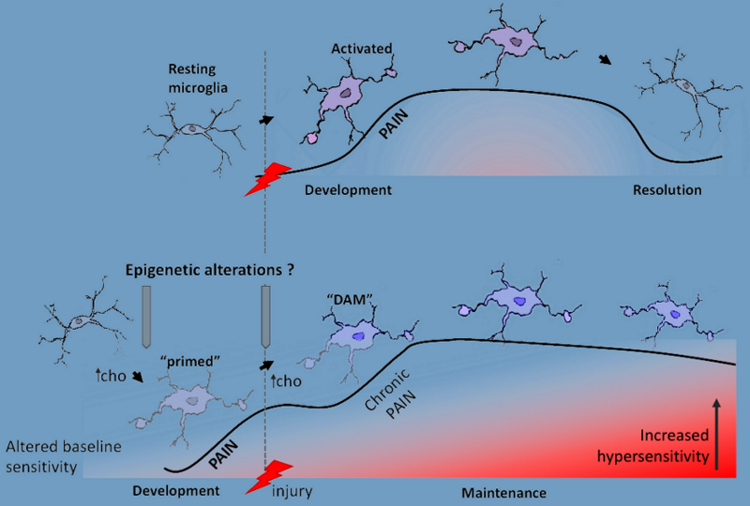 Activated
Resting
microglia
PAIN
Development
Resolution
Epigenetic alterations ?
"DAM"
"primed"
↑cho
↑cho
Chronic
PAIN
PAIN
Altered baseline
sensitivity
Increased
hypersensitivity
Development
injury
Maintenance